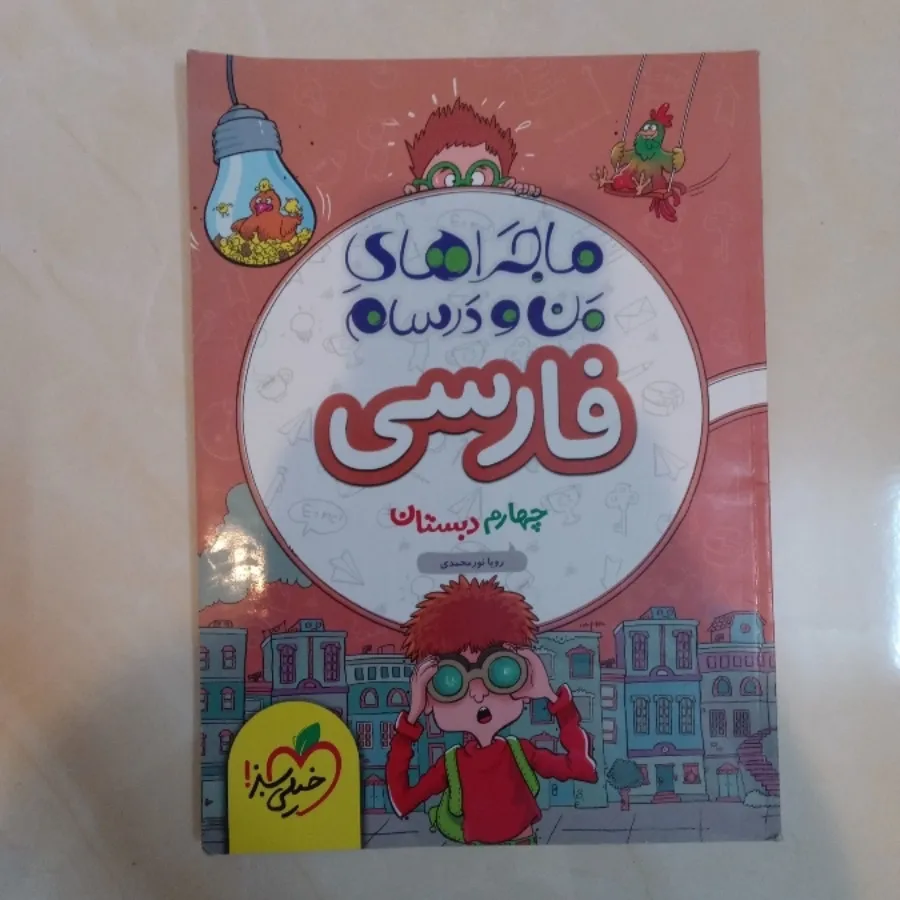 ماجراهای
من و درسام
فارسی
چهارم دبستان
رویا نورمحمدی
خیلی سبز!